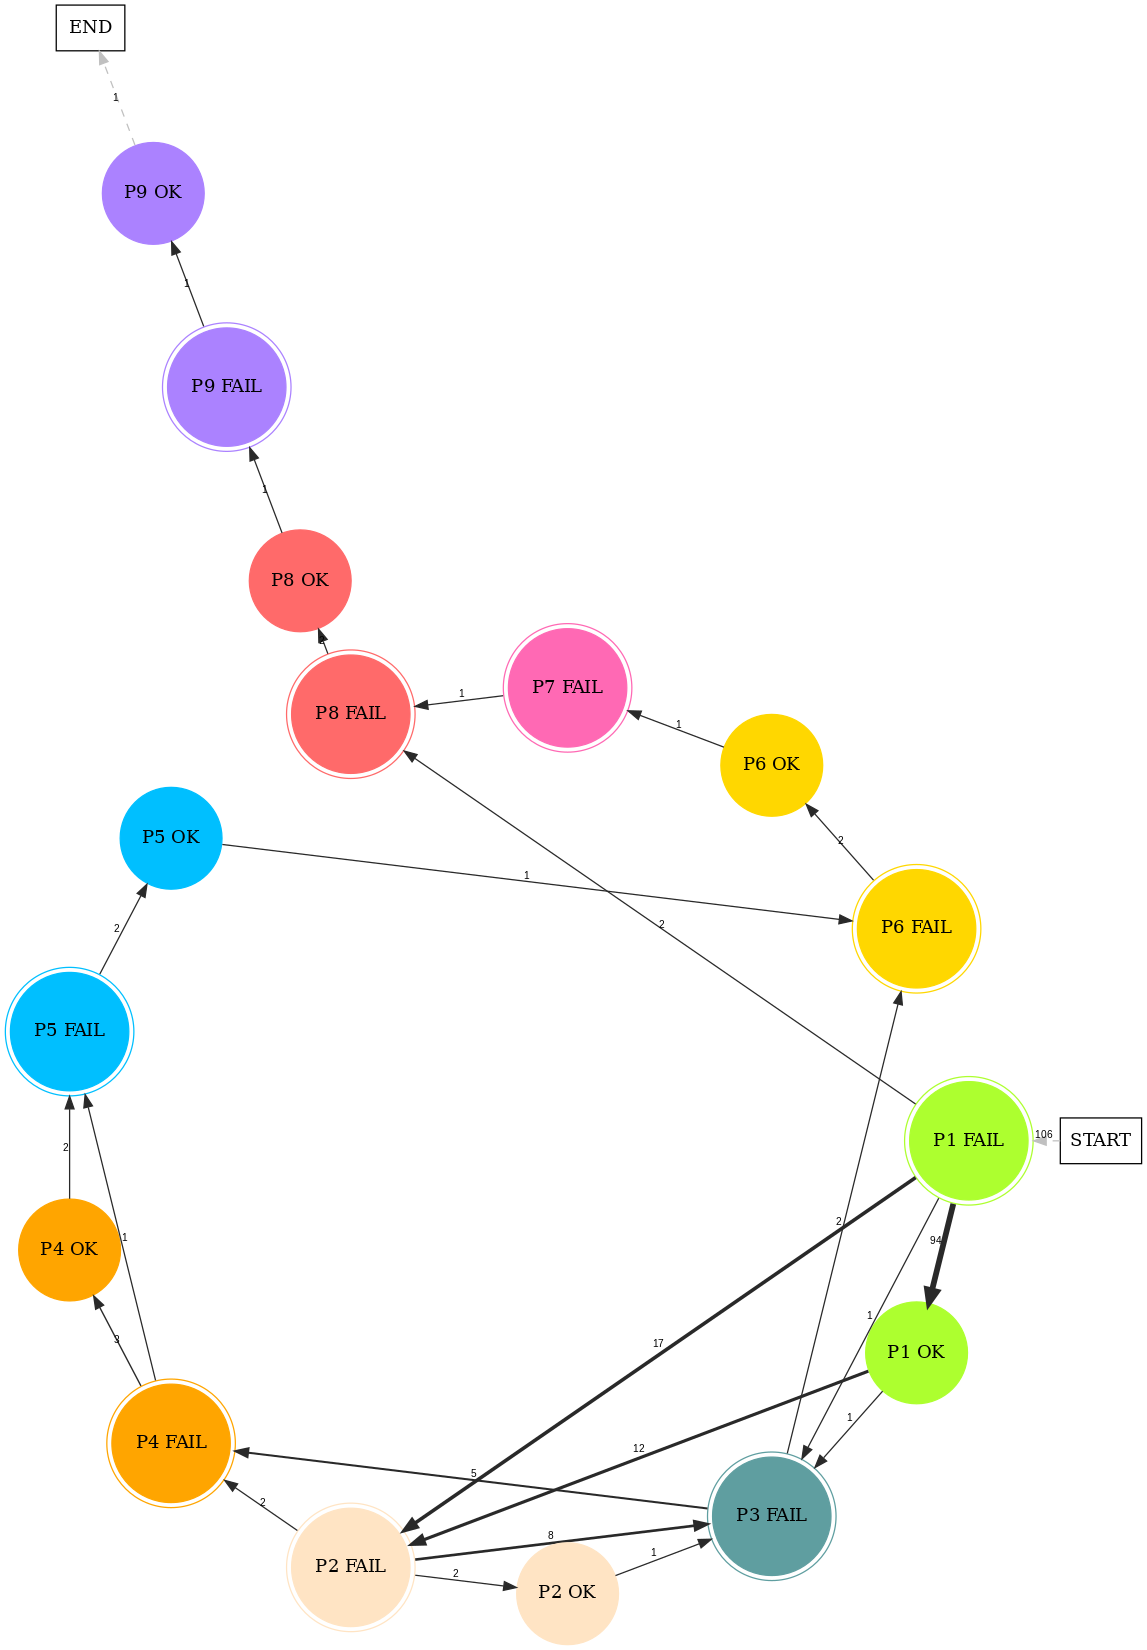 END
1
P9 OK
1
P9 FAIL
1
P8 OK
P8 FAIL
1
P7 FAIL
1
P6 OK
2
P5 OK
1
2
P6 FAIL
2
P5 FAIL
2
P1 FAIL
106
START
2
P4 OK
1
2
94
3
17
1
P1 OK
P4 FAIL
12
1
5
2
P3 FAIL
8
P2 FAIL
2
P2 OK
1